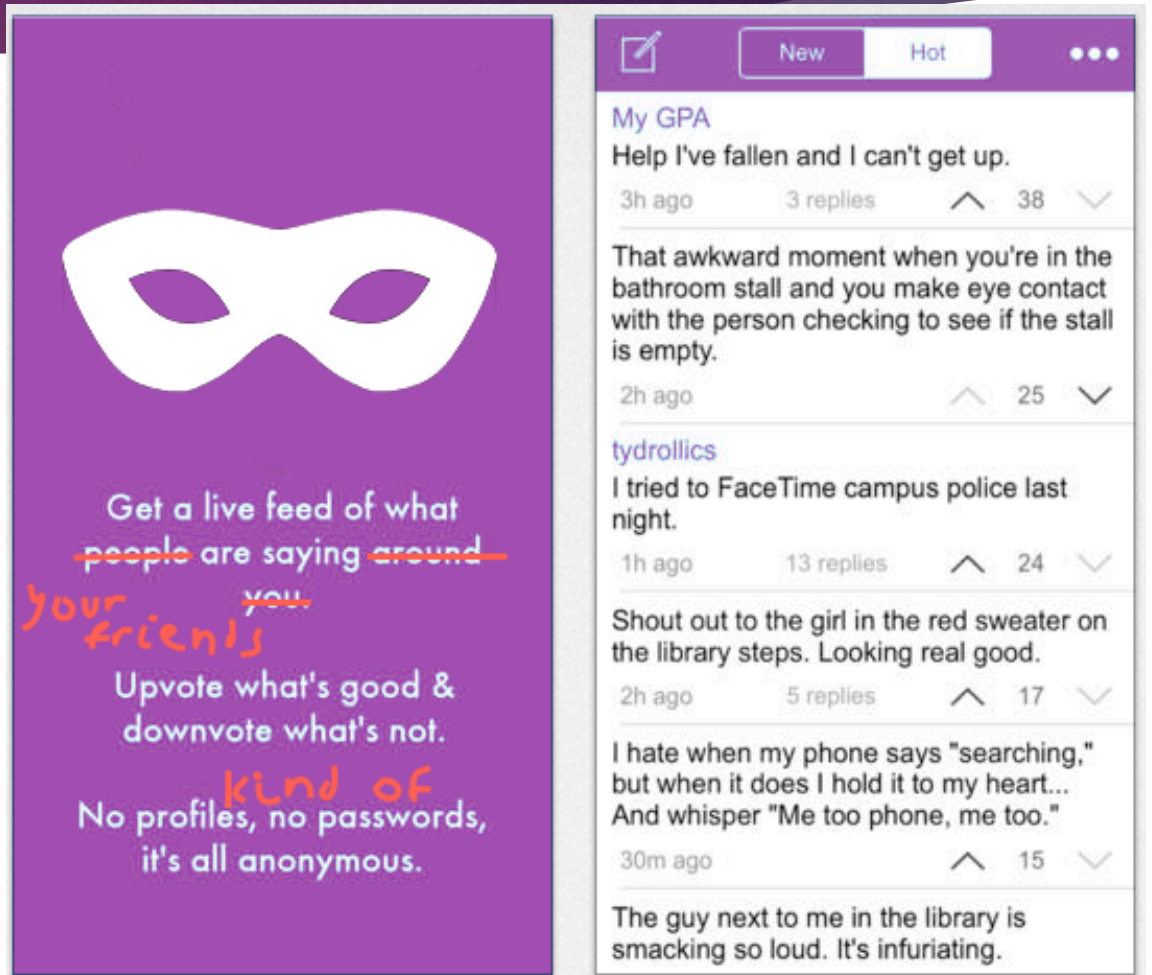 Get a live feed of what
people are saying around
you.
your
friends
Upvote what's good &
downvote what's not.
kind of
No profiles, no passwords,
it's all anonymous.
New Hot
My GPA
Help I've fallen and I can't get up.
3h ago 3 replies 38
That awkward moment when you're in the
bathroom stall and you make eye contact
with the person checking to see if the stall
is empty.
2h ago 25
tydrollics
I tried to FaceTime campus police last
night.
1h ago 13 replies 24
Shout out to the girl in the red sweater on
the library steps. Looking real good.
2h ago 5 replies 17
I hate when my phone says "searching,"
but when it does I hold it to my heart...
And whisper "Me too phone, me too."
30m ago 15
The guy next to me in the library is
smacking so loud. It's infuriating.